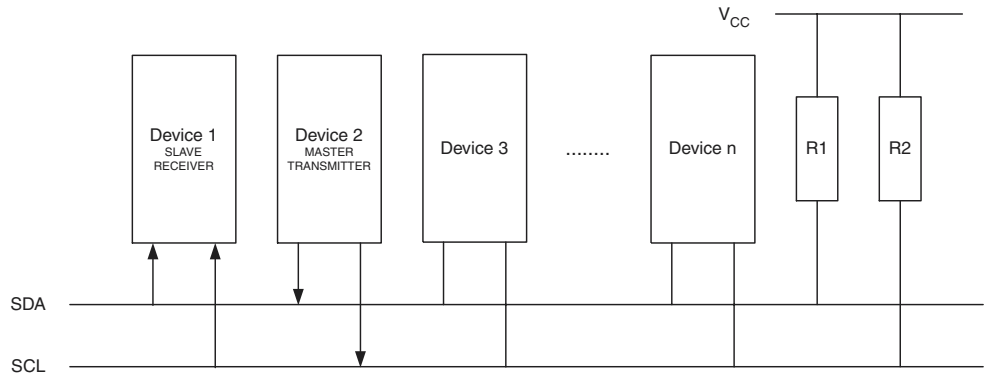 V_CC
Device 1
SLAVE
RECEIVER
Device 2
MASTER
TRANSMITTER
Device 3
........
Device n
R1
R2
SDA
SCL